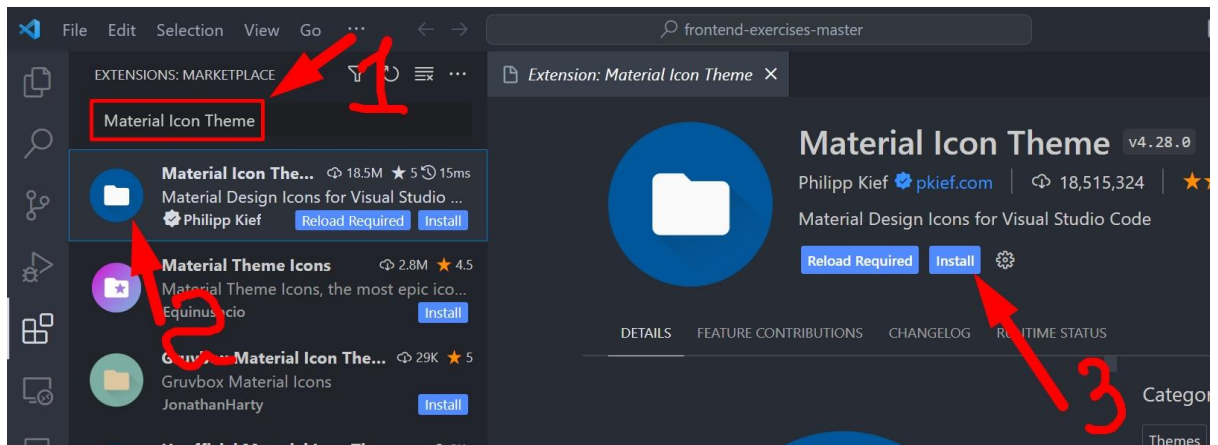 File Edit Selection View Go ... frontend-exercises-master
EXTENSIONS: MARKETPLACE
Material Icon Theme
1
Material Icon The... 18.5M ★ 5 15ms
Material Design Icons for Visual Studio ...
Philipp Kief Reload Required Install
Material Theme Icons 2.8M ★ 4.5
Material Theme Icons, the most epic ico...
Equinusocio Install
2
Gruvbox Material Icon The... 29K ★ 5
Gruvbox Material Icons
JonathanHarty Install
Extension: Material Icon Theme
Material Icon Theme v4.28.0
Philipp Kief pkief.com | 18,515,324 |
Material Design Icons for Visual Studio Code
Reload Required Install
DETAILS FEATURE CONTRIBUTIONS CHANGELOG RUNTIME STATUS
3
Categor
Themes